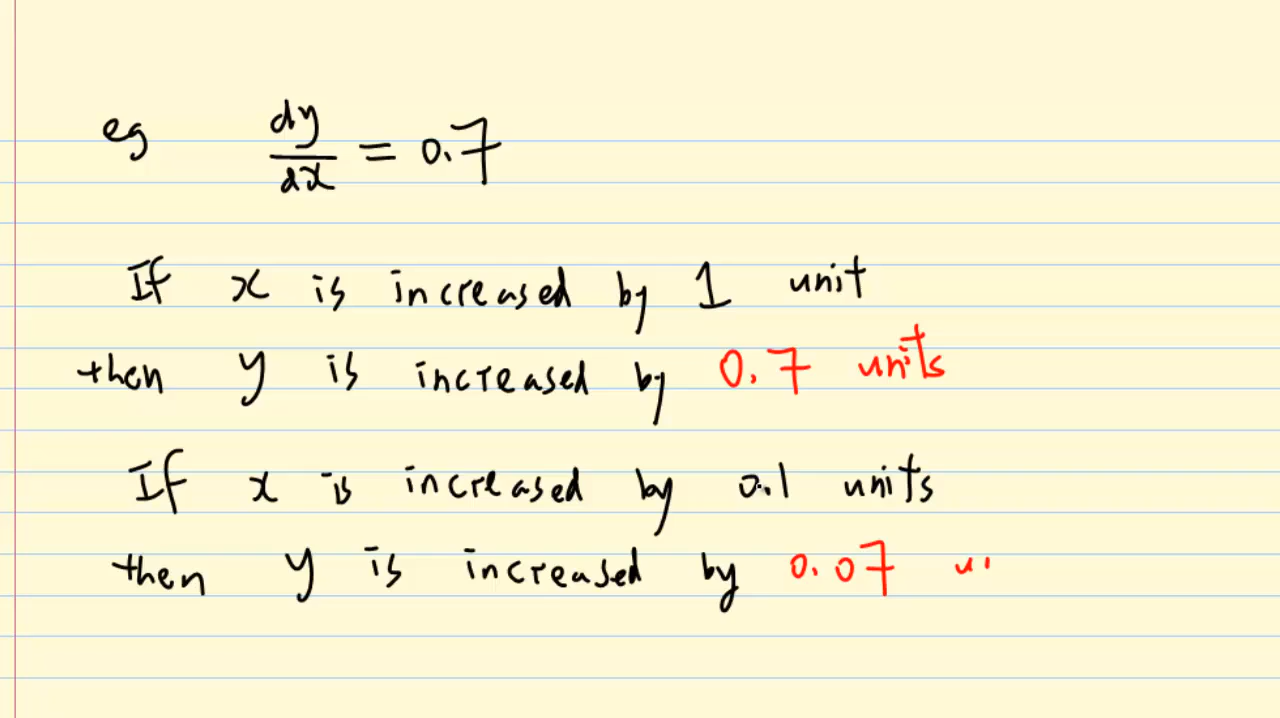 eg dy/dx = 0.7
If x is increased by 1 unit
then y is increased by 0.7 units
If x is increased by 0.1 units
then y is increased by 0.07